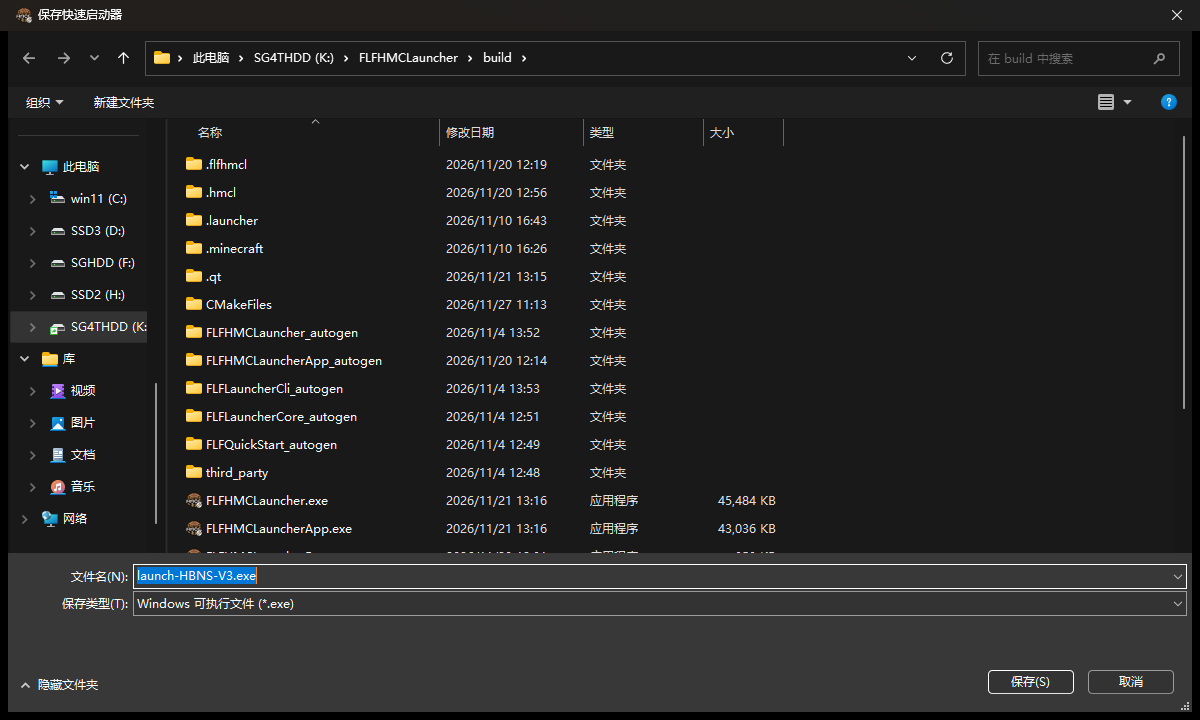 保存快速启动器
此电脑 SG4THDD (K:) FLFHMCLauncher build
在 build 中搜索
组织 新建文件夹
名称 修改日期 类型 大小
此电脑
win11 (C:)
SSD3 (D:)
SGHDD (F:)
SSD2 (H:)
SG4THDD (K:
库
视频
图片
文档
音乐
网络
.flfhmcl 2026/11/20 12:19 文件夹
.hmcl 2026/11/20 12:56 文件夹
.launcher 2026/11/10 16:43 文件夹
.minecraft 2026/11/10 16:26 文件夹
.qt 2026/11/21 13:15 文件夹
CMakeFiles 2026/11/27 11:13 文件夹
FLFHMCLauncher_autogen 2026/11/4 13:52 文件夹
FLFHMCLauncherApp_autogen 2026/11/20 12:14 文件夹
FLFLauncherCli_autogen 2026/11/4 13:53 文件夹
FLFLauncherCore_autogen 2026/11/4 12:51 文件夹
FLFQuickStart_autogen 2026/11/4 12:49 文件夹
third_party 2026/11/4 12:48 文件夹
FLFHMCLauncher.exe 2026/11/21 13:16 应用程序 45,484 KB
FLFHMCLauncherApp.exe 2026/11/21 13:16 应用程序 43,036 KB
文件名(N): launch-HBNS-V3.exe
保存类型(T): Windows 可执行文件 (*.exe)
隐藏文件夹
保存(S) 取消